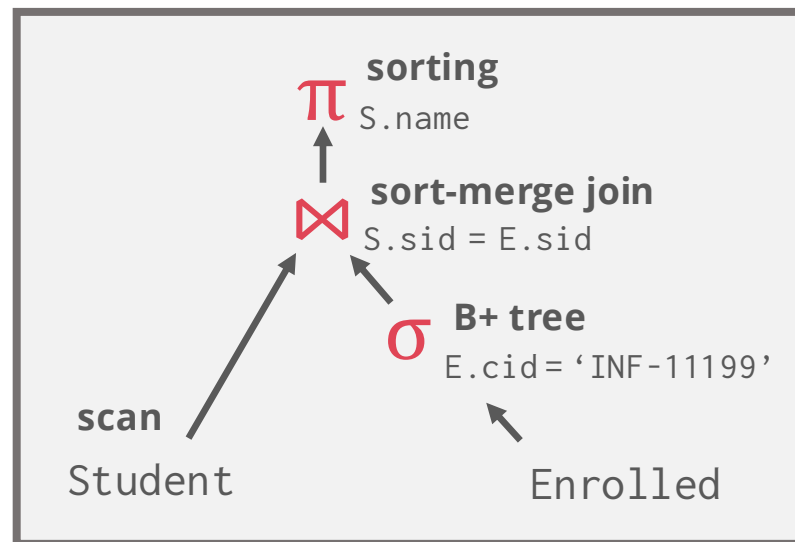 sorting
π S.name
sort-merge join
⋈ S.sid = E.sid
B+ tree
σ E.cid = ‘INF-11199’
scan
Student
Enrolled